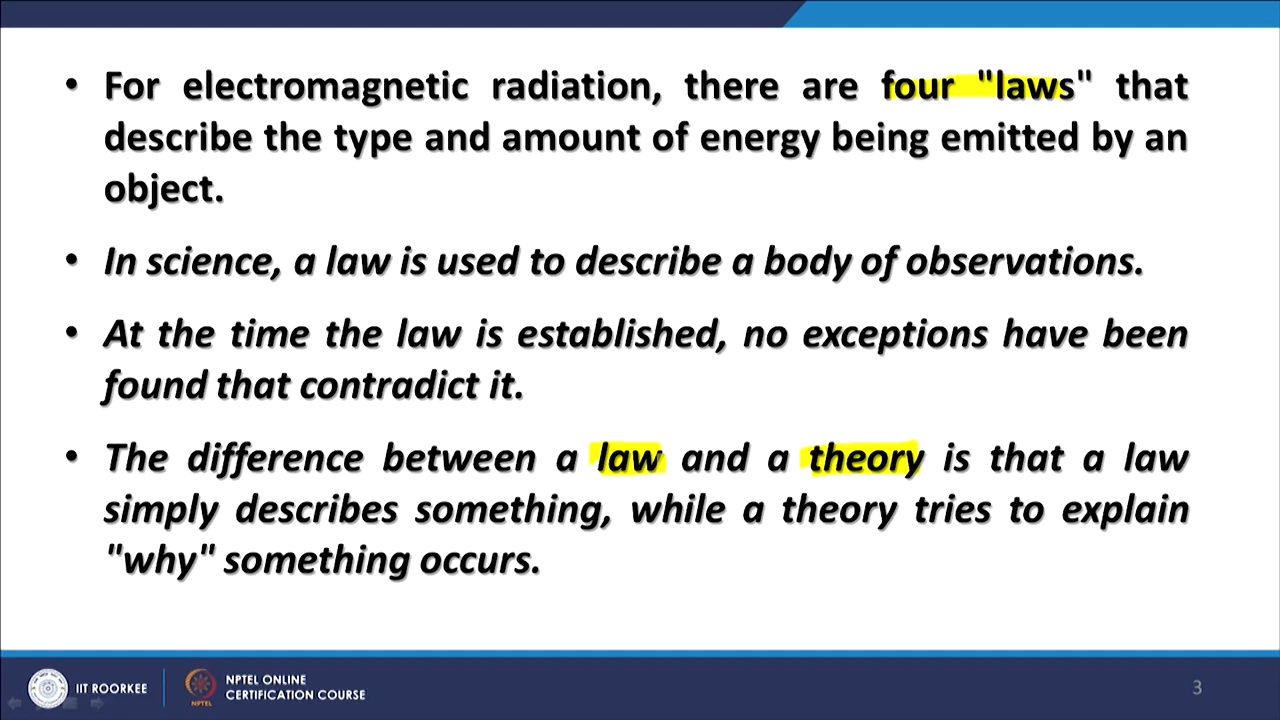 • For electromagnetic radiation, there are four "laws" that
describe the type and amount of energy being emitted by an
object.
• In science, a law is used to describe a body of observations.
• At the time the law is established, no exceptions have been
found that contradict it.
• The difference between a law and a theory is that a law
simply describes something, while a theory tries to explain
"why" something occurs.
IIT ROORKEE
NPTEL
NPTEL ONLINE
CERTIFICATION COURSE
3